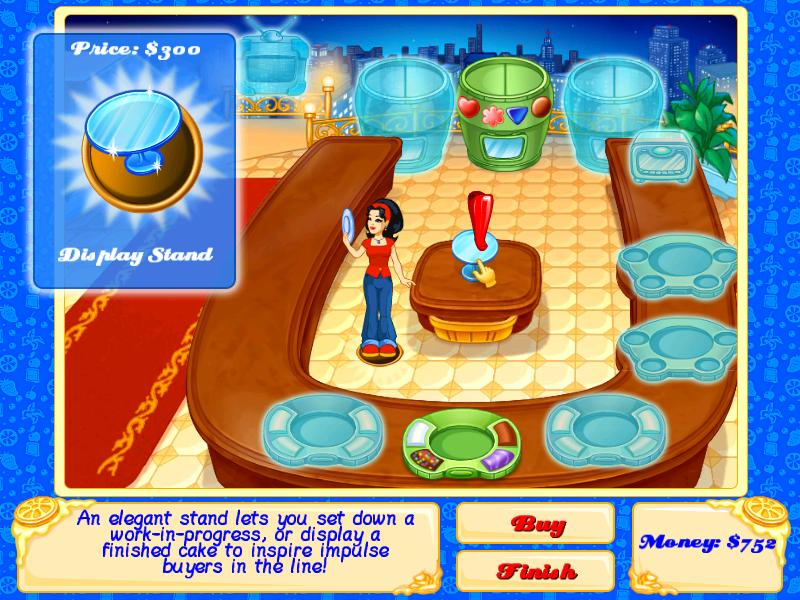 Price: $300
Display Stand
An elegant stand lets you set down a
work-in-progress, or display a
finished cake to inspire impulse
buyers in the line!
Buy
Finish
Money: $752